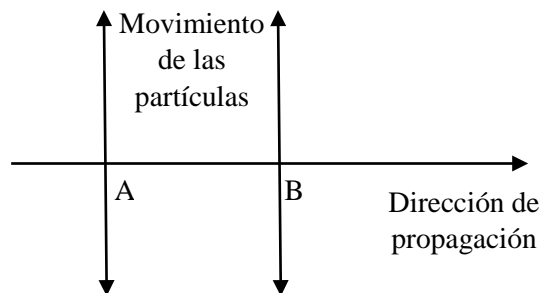 Movimiento
de las
partículas
A
B
Dirección de
propagación